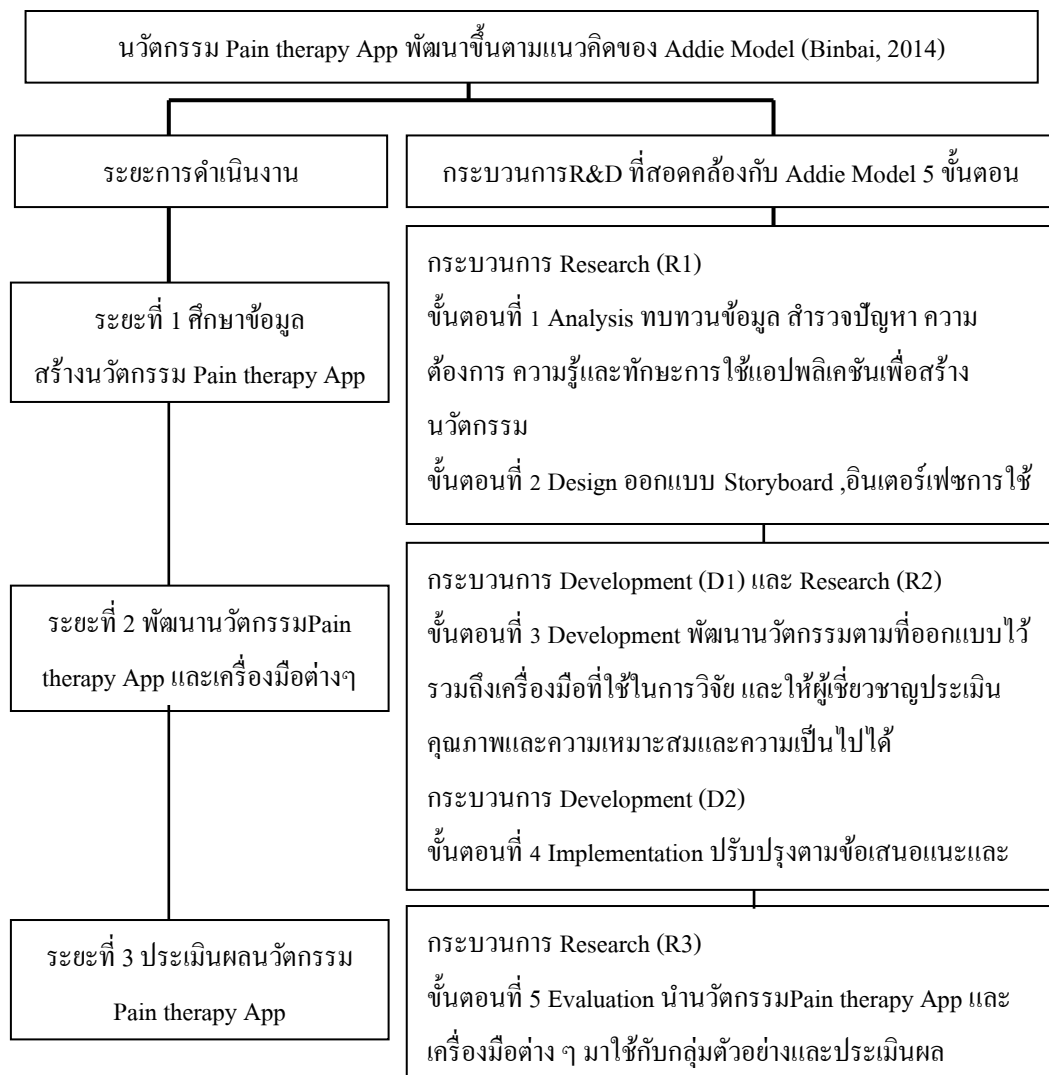 นวัตกรรม Pain therapy App พัฒนาขึ้นตามแนวคิดของ Addie Model (Binbai, 2014)
ระยะการดำเนินงาน
กระบวนการR&D ที่สอดคล้องกับ Addie Model 5 ขั้นตอน
ระยะที่ 1 ศึกษาข้อมูล
สร้างนวัตกรรม Pain therapy App
กระบวนการ Research (R1)
ขั้นตอนที่ 1 Analysis ทบทวนข้อมูล สำรวจปัญหา ความ
ต้องการ ความรู้และทักษะการใช้แอปพลิเคชันเพื่อสร้าง
นวัตกรรม
ขั้นตอนที่ 2 Design ออกแบบ Storyboard ,อินเตอร์เฟซการใช้
ระยะที่ 2 พัฒนานวัตกรรมPain
therapy App และเครื่องมือต่างๆ
กระบวนการ Development (D1) และ Research (R2)
ขั้นตอนที่ 3 Development พัฒนานวัตกรรมตามที่ออกแบบไว้
รวมถึงเครื่องมือที่ใช้ในการวิจัย และให้ผู้เชี่ยวชาญประเมิน
คุณภาพและความเหมาะสมและความเป็นไปได้
กระบวนการ Development (D2)
ขั้นตอนที่ 4 Implementation ปรับปรุงตามข้อเสนอแนะและ
ระยะที่ 3 ประเมินผลนวัตกรรม
Pain therapy App
กระบวนการ Research (R3)
ขั้นตอนที่ 5 Evaluation นำนวัตกรรมPain therapy App และ
เครื่องมือต่าง ๆ มาใช้กับกลุ่มตัวอย่างและประเมินผล